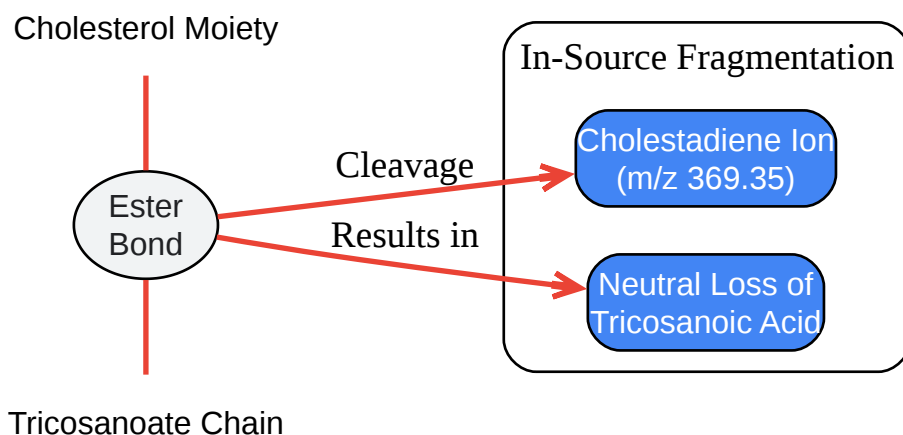 Cholesterol Moiety
In-Source Fragmentation
Cholestadiene Ion
(m/z 369.35)
Cleavage
Ester
Bond
Results in
Neutral Loss of
Tricosanoic Acid
Tricosanoate Chain